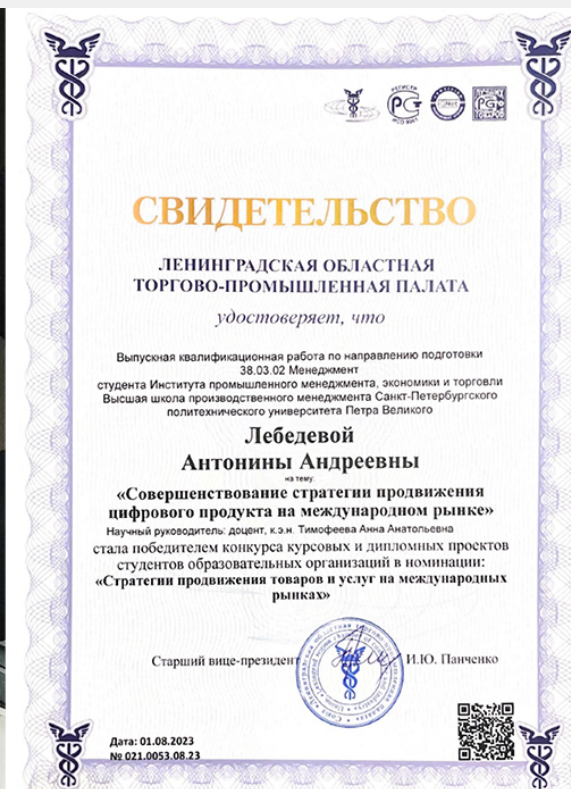 СВИДЕТЕЛЬСТВО
ЛЕНИНГРАДСКАЯ ОБЛАСТНАЯ
ТОРГОВО-ПРОМЫШЛЕННАЯ ПАЛАТА
удостоверяет, что
Выпускная квалификационная работа по направлению подготовки
38.03.02 Менеджмент
студента Института промышленного менеджмента, экономики и торговли
Высшая школа производственного менеджмента Санкт-Петербургского
политехнического университета Петра Великого
Лебедевой
Антонины Андреевны
на тему:
«Совершенствование стратегии продвижения
цифрового продукта на международном рынке»
Научный руководитель: доцент, к.э.н. Тимофеева Анна Анатольевна
стала победителем конкурса курсовых и дипломных проектов
студентов образовательных организаций в номинации:
«Стратегии продвижения товаров и услуг на международных
рынках»
Старший вице-президент И.Ю. Панченко
Дата: 01.08.2023
№ 021.0053.08.23